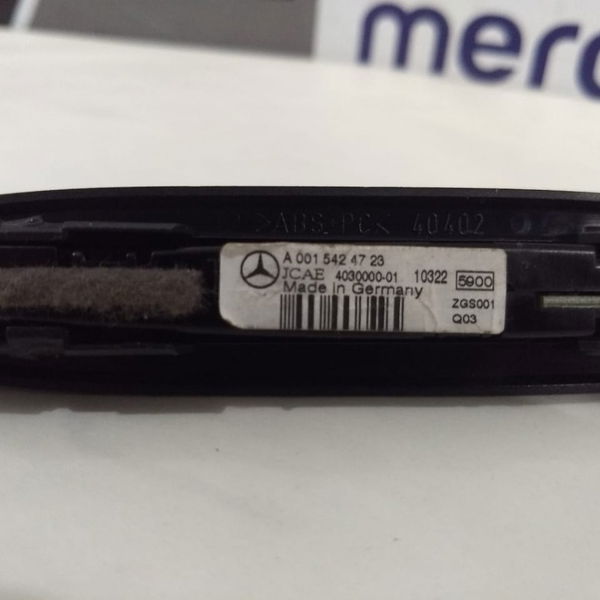 merc
>ABS+PC< 40402
A 001 542 47 23
JCAE 4030000-01 10322 5900
Made in Germany
ZGS001
Q03